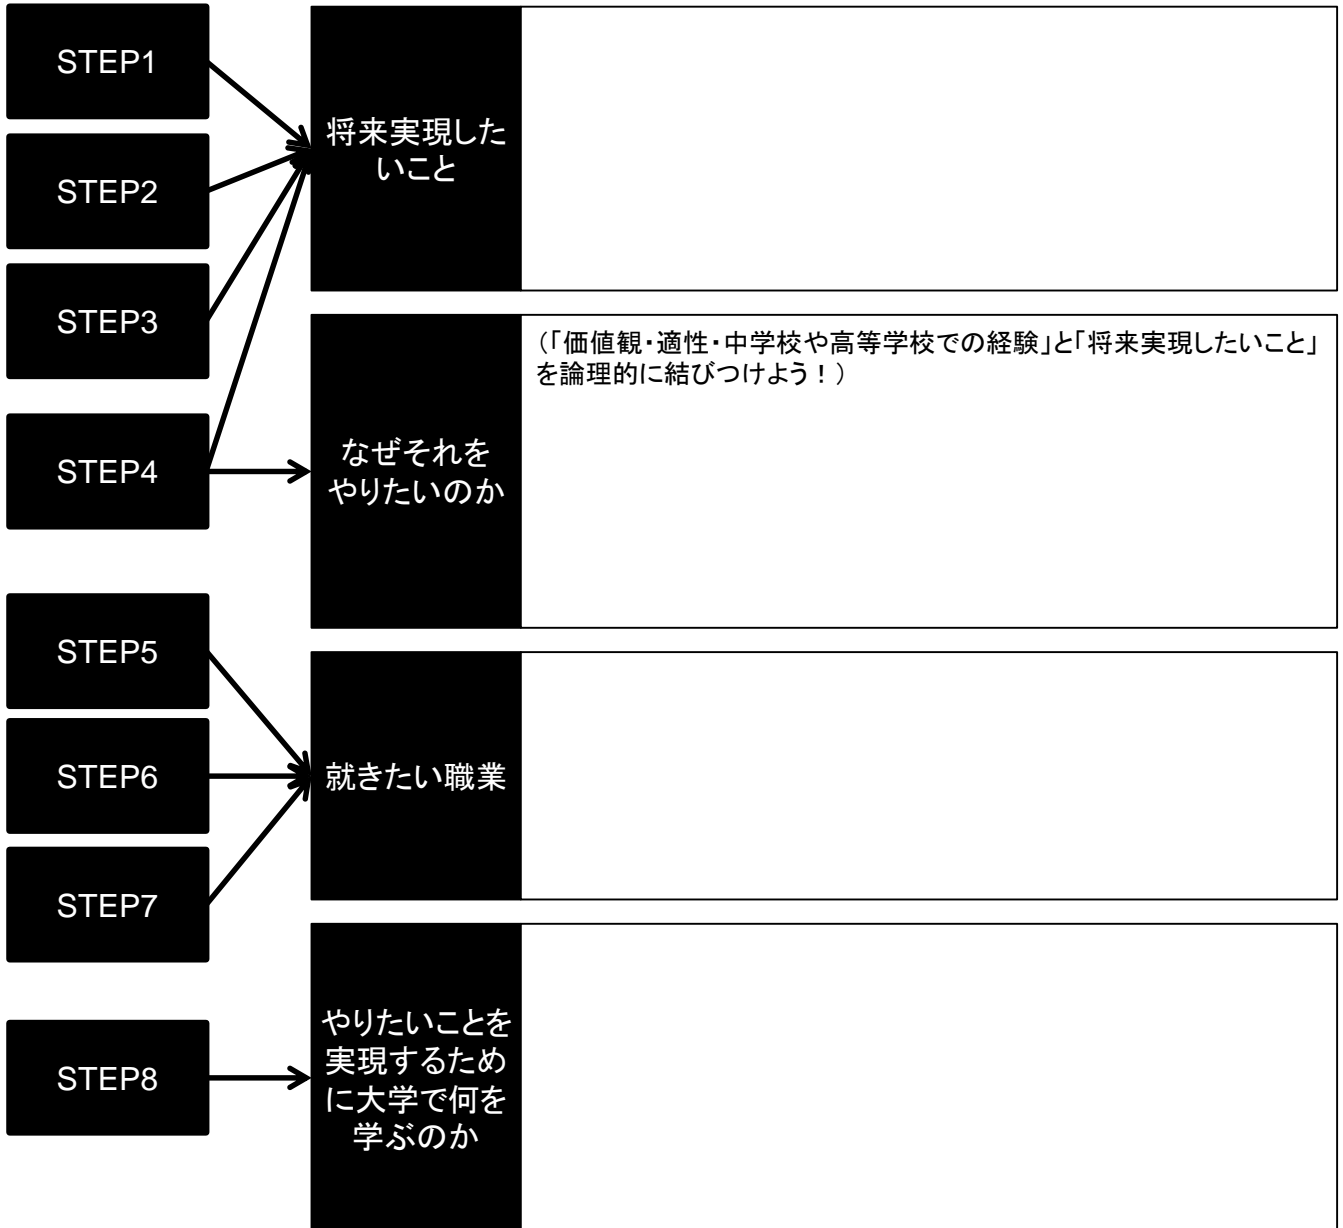 STEP1
STEP2
STEP3
STEP4
将来実現した
いこと
(「価値観・適性・中学校や高等学校での経験」と「将来実現したいこと」
を論理的に結びつけよう!)
なぜそれを
やりたいのか
STEP5
STEP6
STEP7
就きたい職業
STEP8
やりたいことを
実現するため
に大学で何を
学ぶのか